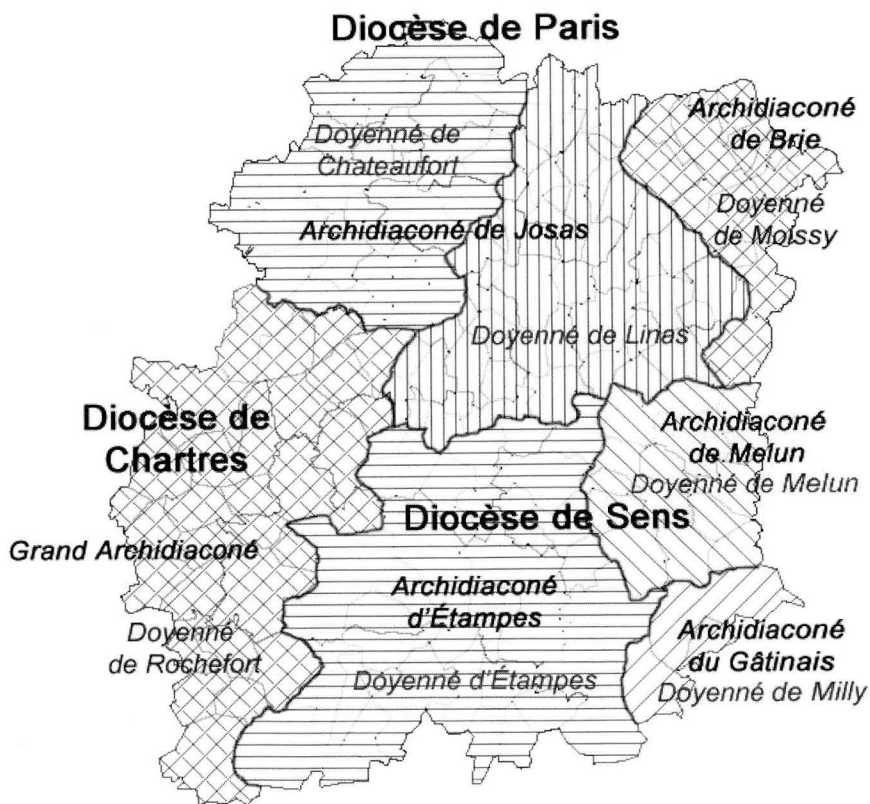 Diocèse de Paris
Archidiaconé
de Brie
Doyenné de
Chateaufort
Doyenné
de Moissy
Archidiaconé de Josas
Doyenné de Linas
Diocèse de
Chartres
Archidiaconé
de Melun
Doyenné de Melun
Diocèse de Sens
Grand Archidiaconé
Archidiaconé
d'Étampes
Doyenné
de Rochefort
Archidiaconé
du Gâtinais
Doyenné de Milly
Doyenné d'Étampes